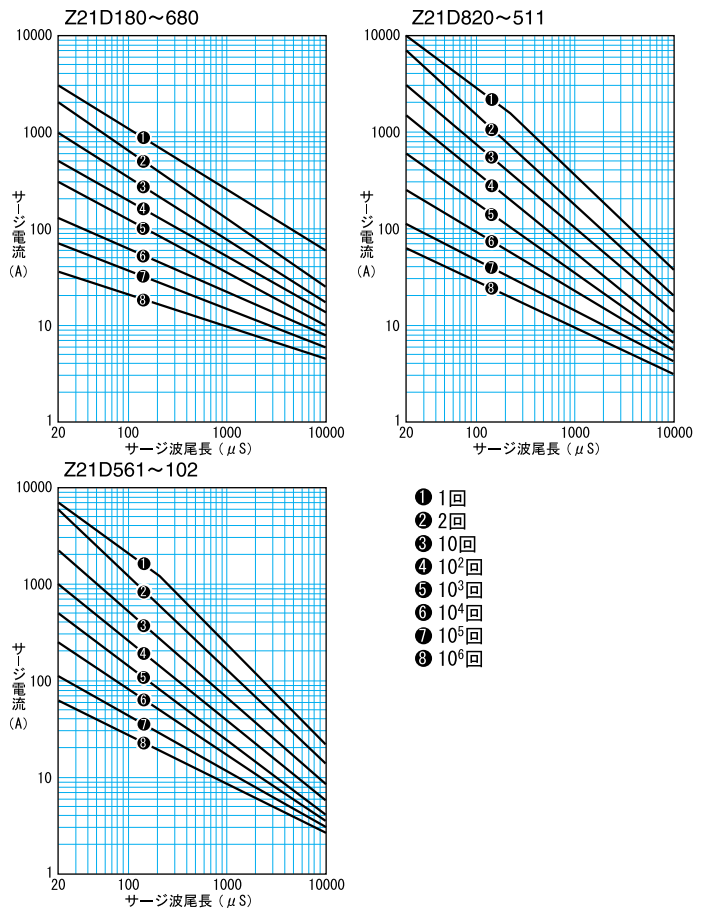 Z21D180～680
10000
1000
100
10
1
サージ電流
(A)
❶
❷
❸
❹
❺
❻
❼
❽
20 100 1000 10000
サージ波尾長（μS）
Z21D820～511
10000
1000
100
10
1
サージ電流
(A)
❶
❷
❸
❹
❺
❻
❼
❽
20 100 1000 10000
サージ波尾長（μS）
Z21D561～102
10000
1000
100
10
1
サージ電流
(A)
❶
❷
❸
❹
❺
❻
❼
❽
20 100 1000 10000
サージ波尾長（μS）
❶ 1回
❷ 2回
❸ 10回
❹ 10²回
❺ 10³回
❻ 10⁴回
❼ 10⁵回
❽ 10⁶回